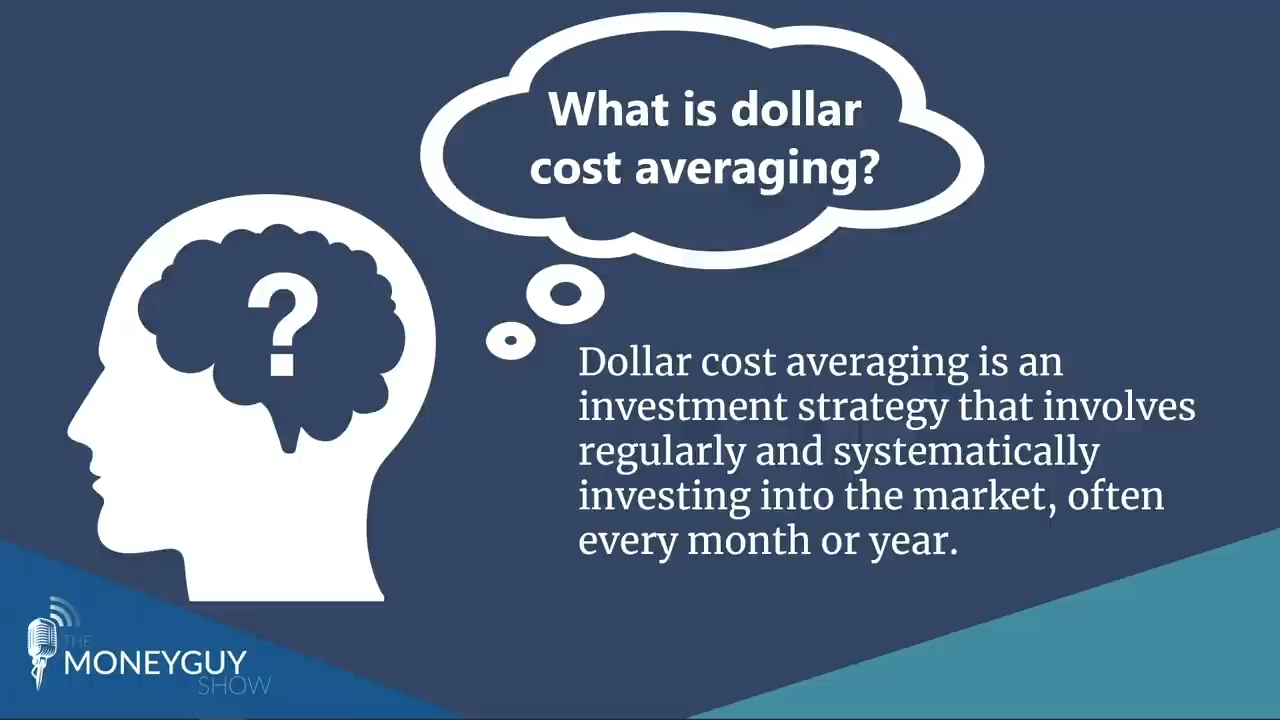 What is dollar
cost averaging?
?
Dollar cost averaging is an
investment strategy that involves
regularly and systematically
investing into the market, often
every month or year.
THE
MONEYGUY
SHOW